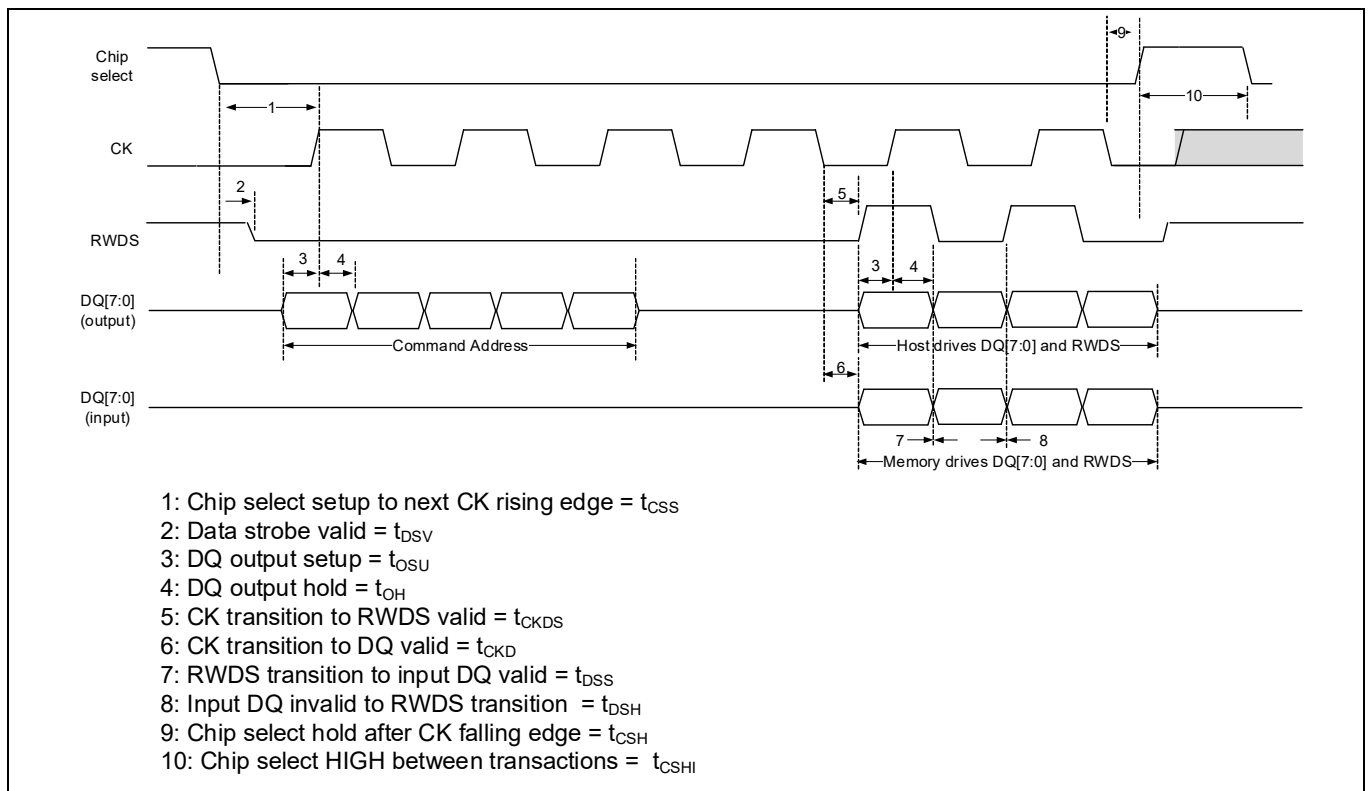 Chip
select
9
10
1
CK
2
5
RWDS
3
4
3
4
DQ[7:0]
(output)
Command Address
Host drives DQ[7:0] and RWDS
6
DQ[7:0]
(input)
7
8
Memory drives DQ[7:0] and RWDS
1: Chip select setup to next CK rising edge = tCSS
2: Data strobe valid = tDSV
3: DQ output setup = tOSU
4: DQ output hold = tOH
5: CK transition to RWDS valid = tCKDS
6: CK transition to DQ valid = tCKD
7: RWDS transition to input DQ valid = tDSS
8: Input DQ invalid to RWDS transition = tDSH
9: Chip select hold after CK falling edge = tCSH
10: Chip select HIGH between transactions = tCSHI